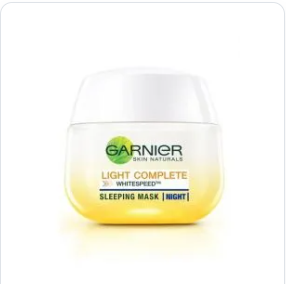 GARNIER
SKIN NATURALS
LIGHT COMPLETE
WHITESPEED™
SLEEPING MASK |NIGHT|